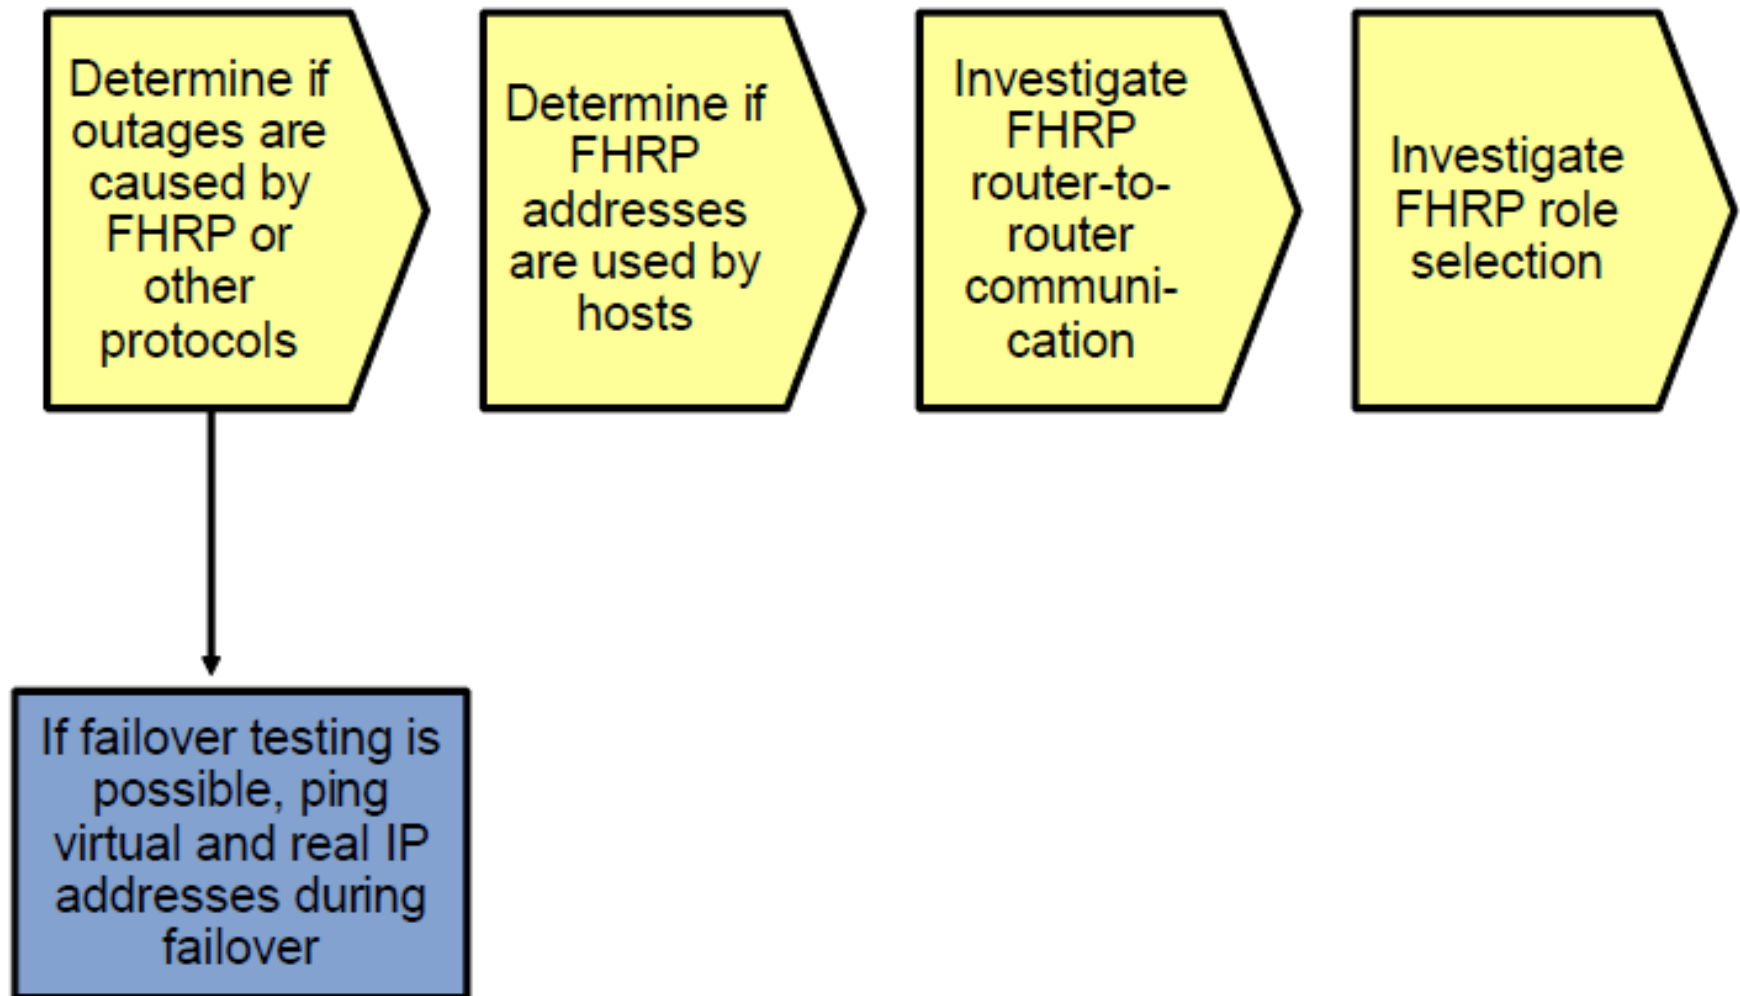 Determine if
outages are
caused by
FHRP or
other
protocols
Determine if
FHRP
addresses
are used by
hosts
Investigate
FHRP
router-to-
router
communi-
cation
Investigate
FHRP role
selection
If failover testing is
possible, ping
virtual and real IP
addresses during
failover